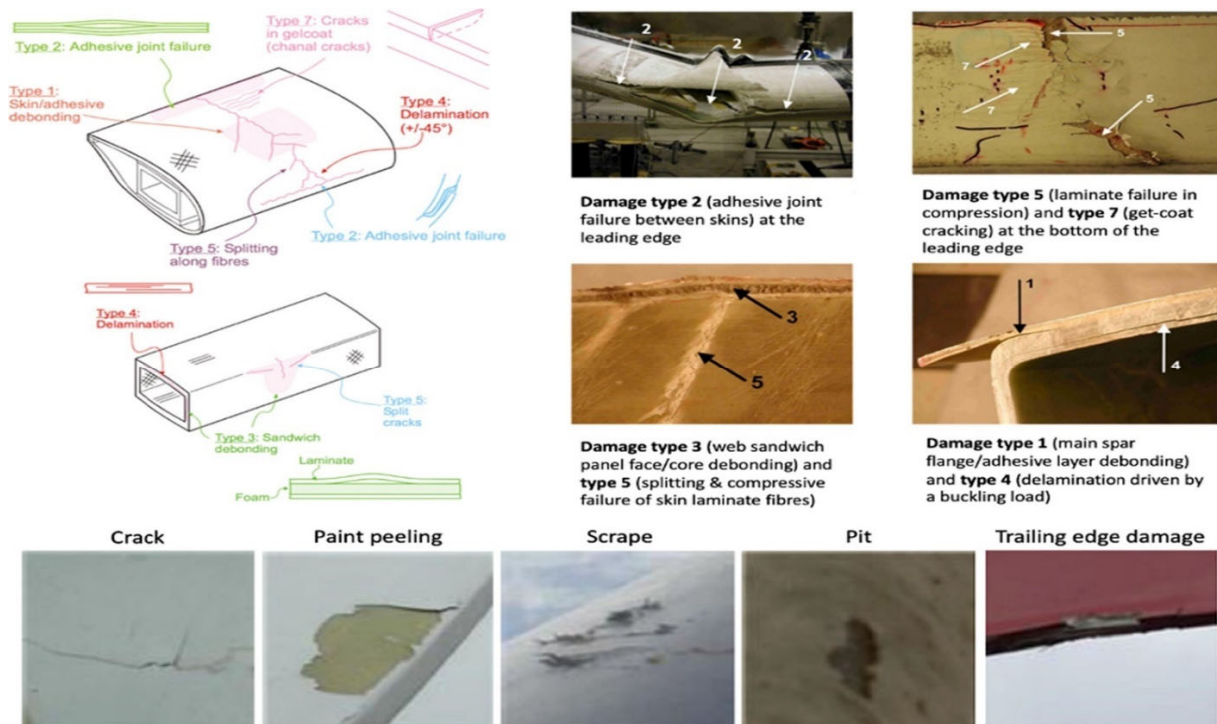 Type 2: Adhesive joint failure
Type 7: Cracks
in gelcoat
(chanal cracks)
Type 1:
Skin/adhesive
debonding
Type 4:
Delamination
(+/-45°)
Type 2: Adhesive joint failure
Type 5: Splitting
along fibres
Type 4:
Delamination
Type 5:
Split
cracks
Type 3: Sandwich
debonding
Laminate
Foam
2
2
2
Damage type 2 (adhesive joint
failure between skins) at the
leading edge
5
7
7
5
Damage type 5 (laminate failure in
compression) and type 7 (get-coat
cracking) at the bottom of the
leading edge
3
5
Damage type 3 (web sandwich
panel face/core debonding) and
type 5 (splitting & compressive
failure of skin laminate fibres)
1
4
Damage type 1 (main spar
flange/adhesive layer debonding)
and type 4 (delamination driven by
a buckling load)
Crack
Paint peeling
Scrape
Pit
Trailing edge damage